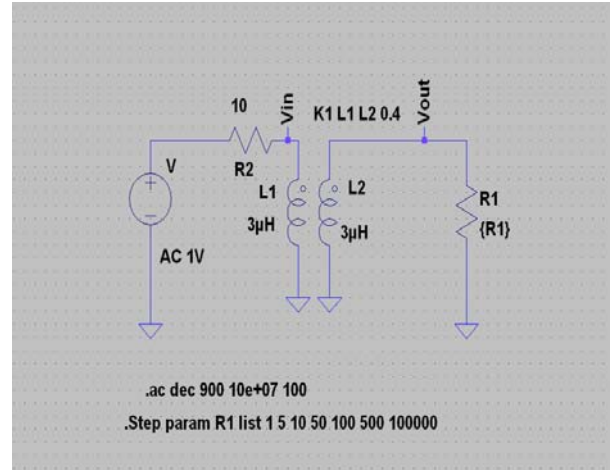 10
Vin
K1 L1 L2 0.4
Vout
V
R2
L1
L2
R1
3µH
3µH
{R1}
AC 1V
.ac dec 900 10e+07 100
.Step param R1 list 1 5 10 50 100 500 100000